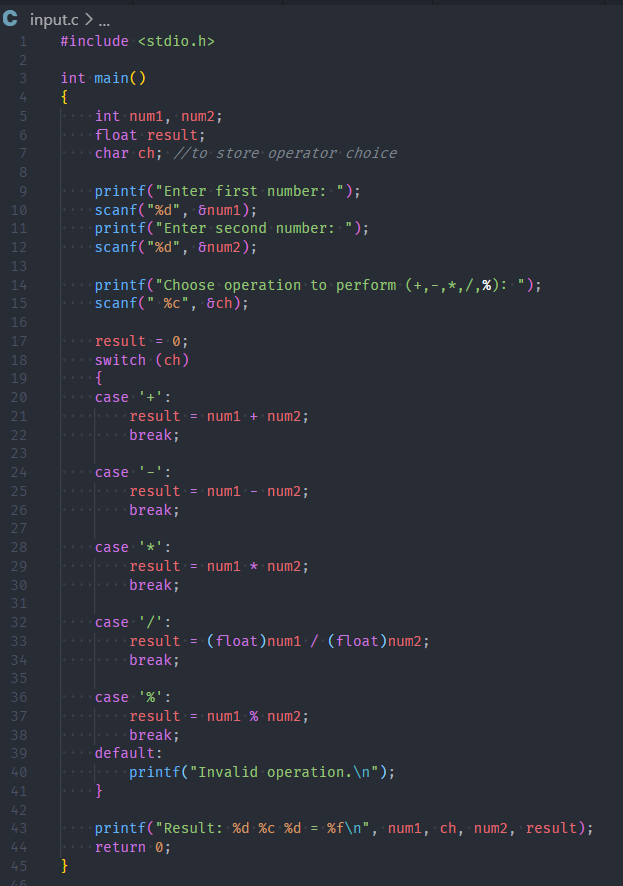 input.c > ...
1 #include <stdio.h>
2
3 int main()
4 {
5     int num1, num2;
6     float result;
7     char ch; //to store operator choice
8
9     printf("Enter first number: ");
10     scanf("%d", &num1);
11     printf("Enter second number: ");
12     scanf("%d", &num2);
13
14     printf("Choose operation to perform (+,-,*,/,%): ");
15     scanf(" %c", &ch);
16
17     result = 0;
18     switch (ch)
19     {
20     case '+':
21         result = num1 + num2;
22         break;
23
24     case '-':
25         result = num1 - num2;
26         break;
27
28     case '*':
29         result = num1 * num2;
30         break;
31
32     case '/':
33         result = (float)num1 / (float)num2;
34         break;
35
36     case '%':
37         result = num1 % num2;
38         break;
39     default:
40         printf("Invalid operation.\n");
41     }
42
43     printf("Result: %d %c %d = %f\n", num1, ch, num2, result);
44     return 0;
45 }
46